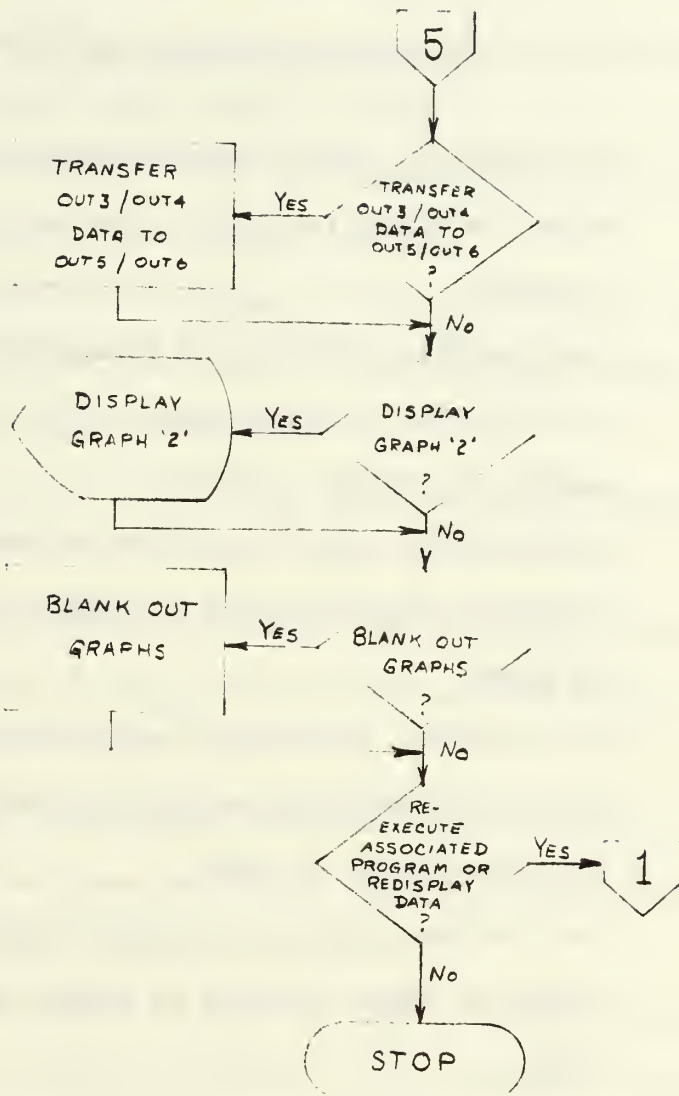 5
TRANSFER
OUT3 / OUT4
DATA TO
OUT5 / OUT6
YES
TRANSFER
OUT3 / OUT4
DATA TO
OUT5/OUT6
?
NO
DISPLAY
GRAPH '2'
YES
DISPLAY
GRAPH '2'
?
NO
BLANK OUT
GRAPHS
YES
BLANK OUT
GRAPHS
?
NO
RE-
EXECUTE
ASSOCIATED
PROGRAM OR
REDISPLAY
DATA
?
YES
1
NO
STOP